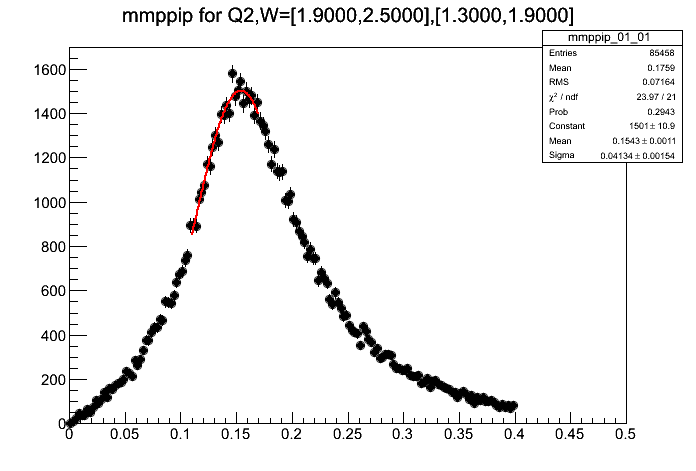 mmppip for Q2,W=[1.9000,2.5000],[1.3000,1.9000]
mmppip_01_01
Entries 85458
Mean 0.1759
RMS 0.07164
χ² / ndf 23.97 / 21
Prob 0.2943
Constant 1501 ± 10.9
Mean 0.1543 ± 0.0011
Sigma 0.04134 ± 0.00154
1600
1400
1200
1000
800
600
400
200
0
0 0.05 0.1 0.15 0.2 0.25 0.3 0.35 0.4 0.45 0.5